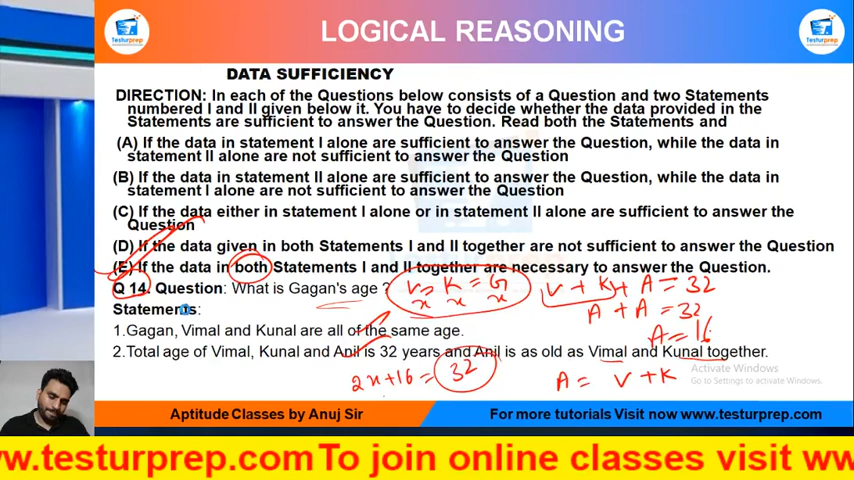 Testurprep
LOGICAL REASONING
Testurprep
DATA SUFFICIENCY
DIRECTION: In each of the Questions below consists of a Question and two Statements
numbered I and II given below it. You have to decide whether the data provided in the
Statements are sufficient to answer the Question. Read both the Statements and
(A) If the data in statement I alone are sufficient to answer the Question, while the data in
statement II alone are not sufficient to answer the Question
(B) If the data in statement II alone are sufficient to answer the Question, while the data in
statement I alone are not sufficient to answer the Question
(C) If the data either in statement I alone or in statement II alone are sufficient to answer the
Question
(D) If the data given in both Statements I and II together are not sufficient to answer the Question
(E) If the data in both Statements I and II together are necessary to answer the Question.
Q 14. Question: What is Gagan's age ?
V = K = G
x x x
V + K + A = 32
A + A = 32
A = 16
Statements:
1.Gagan, Vimal and Kunal are all of the same age.
2.Total age of Vimal, Kunal and Anil is 32 years and Anil is as old as Vimal and Kunal together.
2x+16 = 32
A = V + K
Activate Windows
Go to Settings to activate Windows.
Aptitude Classes by Anuj Sir
For more tutorials Visit now www.testurprep.com
w.testurprep.com To join online classes visit ww